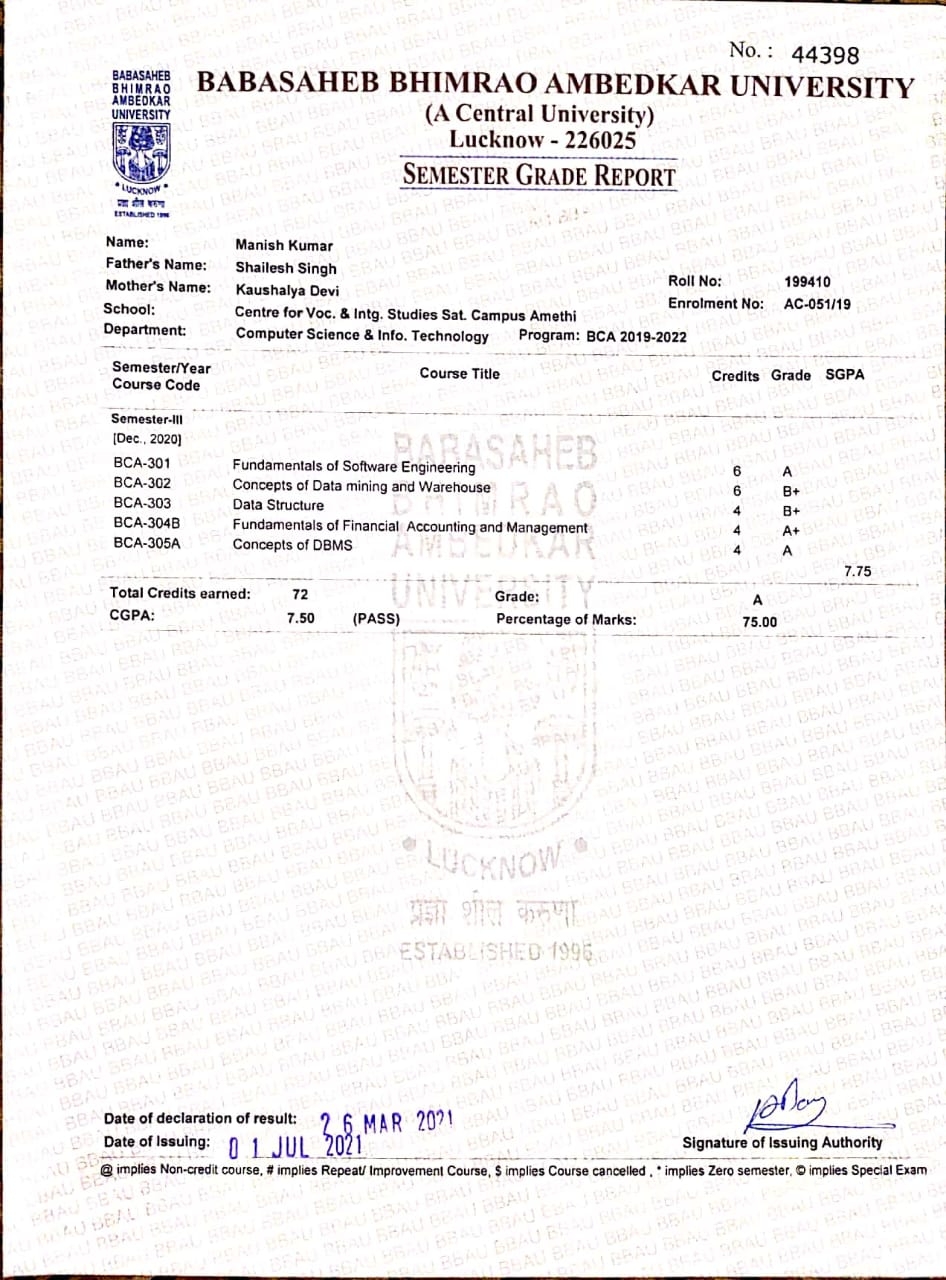 No. : 44398
BABASAHEB
BHIMRAO
AMBEDKAR
UNIVERSITY
* LUCKNOW *
प्रज्ञा शील करुणा
ESTABLISHED 1996
BABASAHEB BHIMRAO AMBEDKAR UNIVERSITY
(A Central University)
Lucknow - 226025
SEMESTER GRADE REPORT
Name: Manish Kumar
Father's Name: Shailesh Singh
Mother's Name: Kaushalya Devi Roll No: 199410
School: Centre for Voc. & Intg. Studies Sat. Campus Amethi Enrolment No: AC-051/19
Department: Computer Science & Info. Technology Program: BCA 2019-2022
Semester/Year Course Title Credits Grade SGPA
Course Code
Semester-III
[Dec., 2020]
BCA-301 Fundamentals of Software Engineering 6 A
BCA-302 Concepts of Data mining and Warehouse 6 B+
BCA-303 Data Structure 4 B+
BCA-304B Fundamentals of Financial Accounting and Management 4 A+
BCA-305A Concepts of DBMS 4 A
7.75
Total Credits earned: 72 Grade: A
CGPA: 7.50 (PASS) Percentage of Marks: 75.00
BABASAHEB
BHIMRAO
AMBEDKAR
UNIVERSITY
LUCKNOW
प्रज्ञा शील करुणा
ESTABLISHED 1996
Date of declaration of result: 26 MAR 2021
Date of Issuing: 01 JUL 2021
Signature of Issuing Authority
@ implies Non-credit course, # implies Repeat/ Improvement Course, $ implies Course cancelled , * implies Zero semester, © implies Special Exam